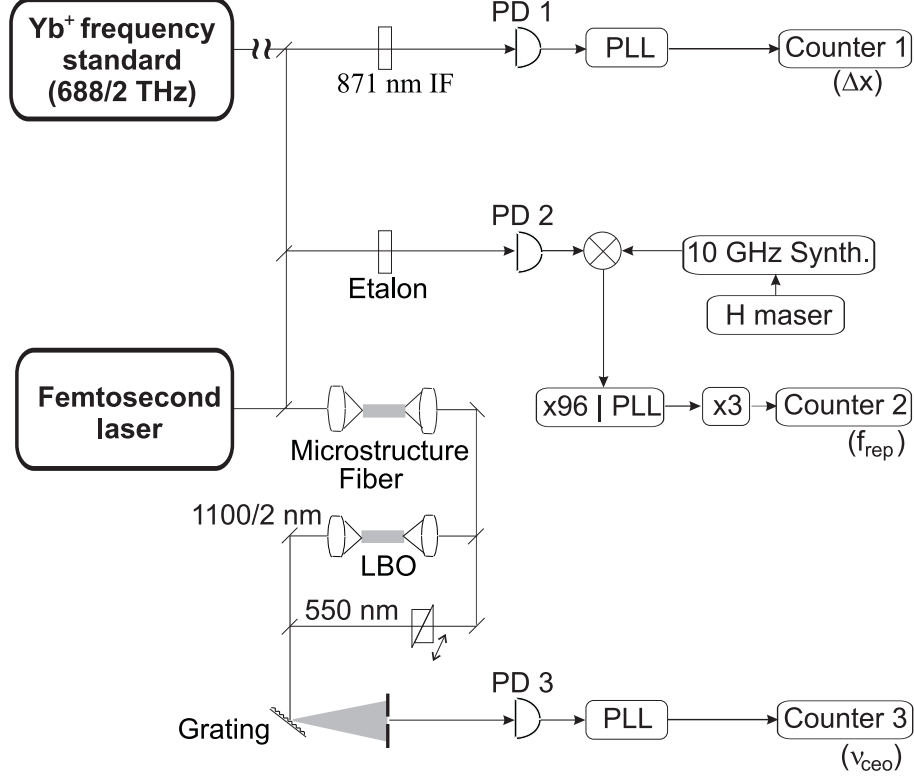 Yb⁺ frequency
standard
(688/2 THz)
871 nm IF
PD 1
PLL
Counter 1
(Δx)
PD 2
Etalon
10 GHz Synth.
H maser
Femtosecond
laser
x96 | PLL
x3
Counter 2
(f_rep)
Microstructure
Fiber
1100/2 nm
LBO
550 nm
Grating
PD 3
PLL
Counter 3
(ν_ceo)